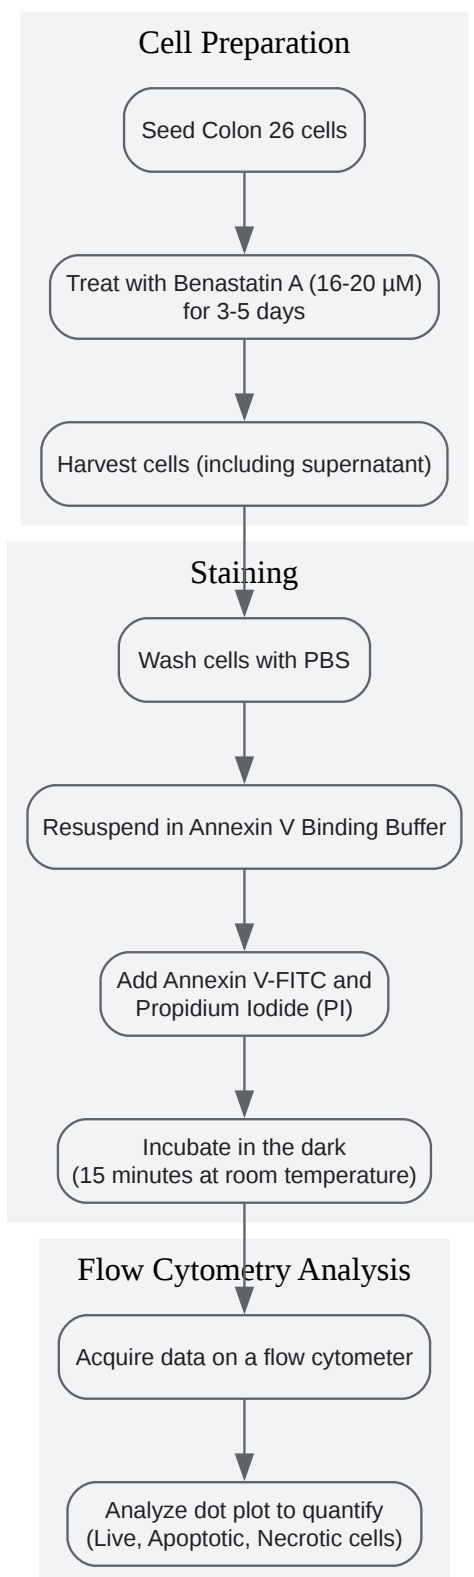 Cell Preparation
Seed Colon 26 cells
Treat with Benastatin A (16-20 µM)
for 3-5 days
Harvest cells (including supernatant)
Staining
Wash cells with PBS
Resuspend in Annexin V Binding Buffer
Add Annexin V-FITC and
Propidium Iodide (PI)
Incubate in the dark
(15 minutes at room temperature)
Flow Cytometry Analysis
Acquire data on a flow cytometer
Analyze dot plot to quantify
(Live, Apoptotic, Necrotic cells)